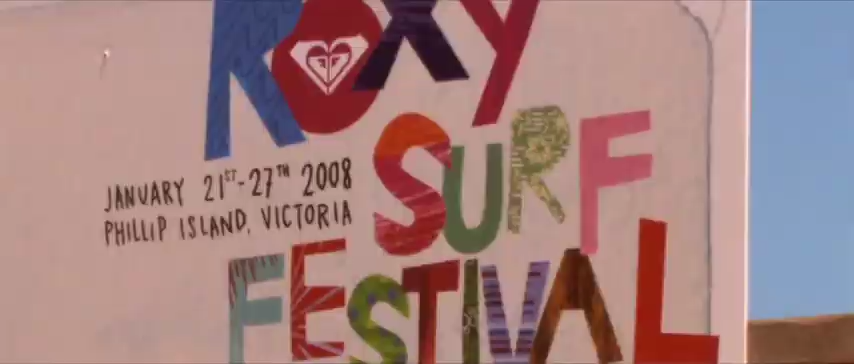 ROXY
SURF
JANUARY 21ST-27TH 2008
PHILLIP ISLAND, VICTORIA
FESTIVAL